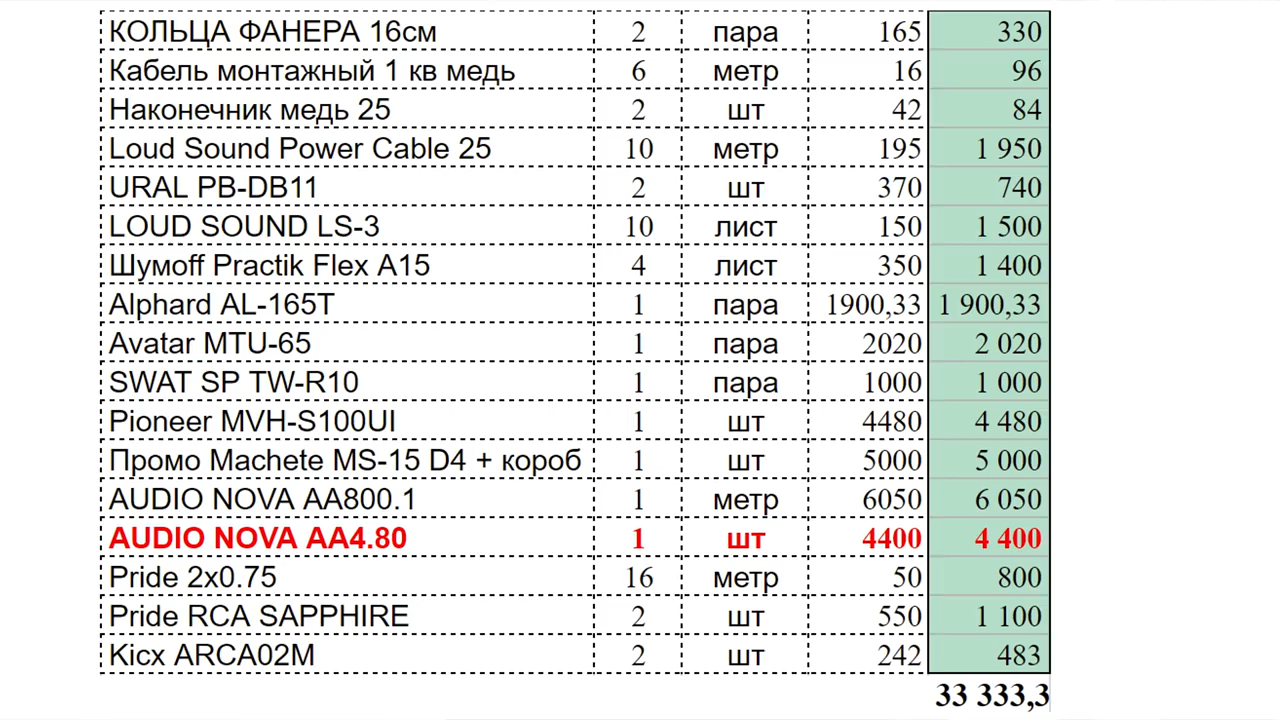 КОЛЬЦА ФАНЕРА 16см 2 пара 165 330
Кабель монтажный 1 кв медь 6 метр 16 96
Наконечник медь 25 2 шт 42 84
Loud Sound Power Cable 25 10 метр 195 1 950
URAL PB-DB11 2 шт 370 740
LOUD SOUND LS-3 10 лист 150 1 500
Шумоff Practik Flex А15 4 лист 350 1 400
Alphard AL-165T 1 пара 1900,33 1 900,33
Avatar MTU-65 1 пара 2020 2 020
SWAT SP TW-R10 1 пара 1000 1 000
Pioneer MVH-S100UI 1 шт 4480 4 480
Промо Machete MS-15 D4 + короб 1 шт 5000 5 000
AUDIO NOVA AA800.1 1 метр 6050 6 050
AUDIO NOVA AA4.80 1 шт 4400 4 400
Pride 2x0.75 16 метр 50 800
Pride RCA SAPPHIRE 2 шт 550 1 100
Kicx ARCA02M 2 шт 242 483
33 333,3